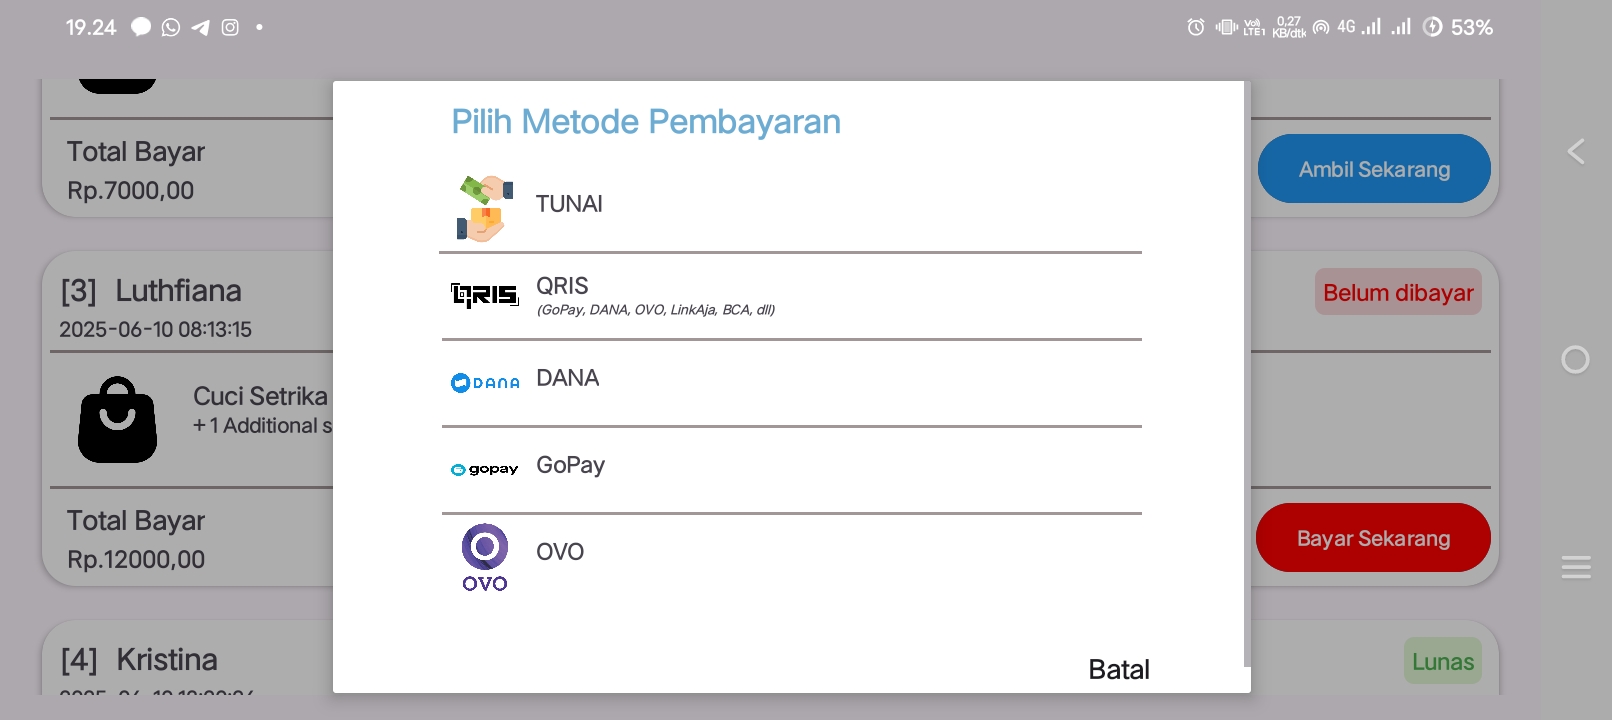 19.24
Vo)) LTE1
0,27 KB/dtk
4G
53%
Pilih Metode Pembayaran
Total Bayar
Rp.7000,00
Ambil Sekarang
TUNAI
[3] Luthfiana
2025-06-10 08:13:15
Belum dibayar
QRIS
QRIS
(GoPay, DANA, OVO, LinkAja, BCA, dll)
Cuci Setrika
+ 1 Additional s
DANA
DANA
gopay
GoPay
Total Bayar
Rp.12000,00
Bayar Sekarang
OVO
OVO
[4] Kristina
Lunas
Batal